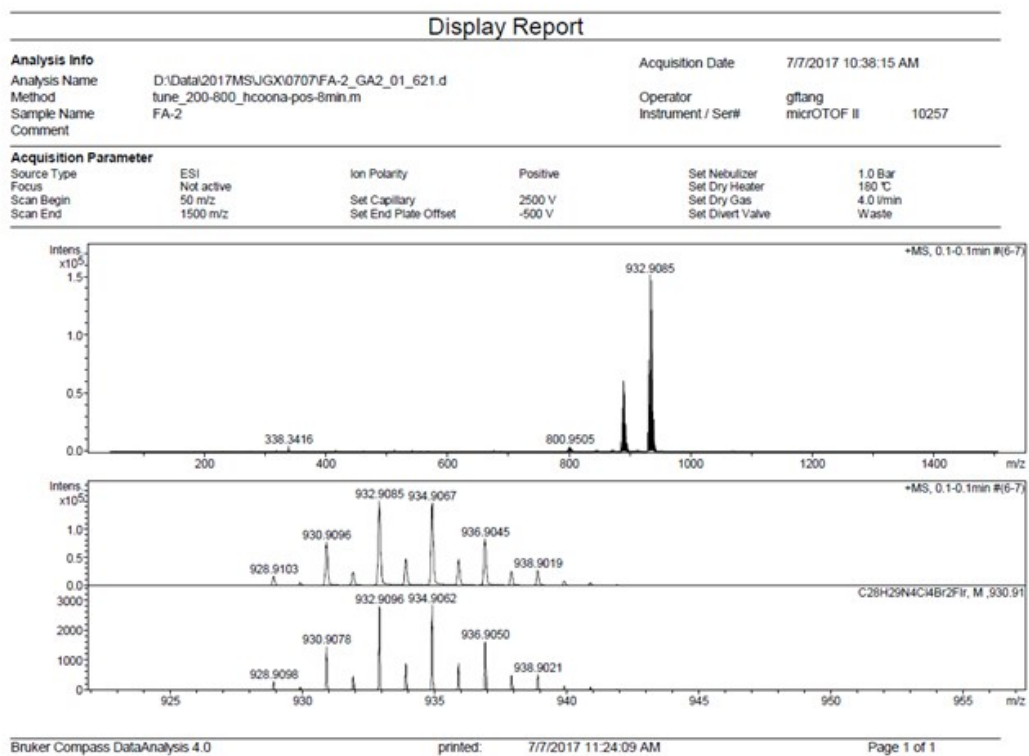 Display Report
Analysis Info
Acquisition Date 7/7/2017 10:38:15 AM
Analysis Name D:\Data\2017MS\JGX\0707\FA-2_GA2_01_621.d
Method tune_200-800_hcoona-pos-8min.m Operator gftang
Sample Name FA-2 Instrument / Ser# micrOTOF II 10257
Comment
Acquisition Parameter
Source Type ESI Ion Polarity Positive Set Nebulizer 1.0 Bar
Focus Not active Set Dry Heater 180 °C
Scan Begin 50 m/z Set Capillary 2500 V Set Dry Gas 4.0 l/min
Scan End 1500 m/z Set End Plate Offset -500 V Set Divert Valve Waste
Intens. +MS, 0.1-0.1min #(6-7)
x10⁵
932.9085
1.5
1.0
0.5
338.3416 800.9505
0.0
200 400 600 800 1000 1200 1400 m/z
Intens. +MS, 0.1-0.1min #(6-7)
x10⁵
932.9085 934.9067
1.0
930.9096 936.9045
0.5
928.9103 938.9019
0.0
C28H29N4Cl4Br2FIr, M ,930.91
3000
932.9096 934.9062
2000
930.9078 936.9050
1000
928.9098 938.9021
0
925 930 935 940 945 950 955 m/z
Bruker Compass DataAnalysis 4.0 printed: 7/7/2017 11:24:09 AM Page 1 of 1